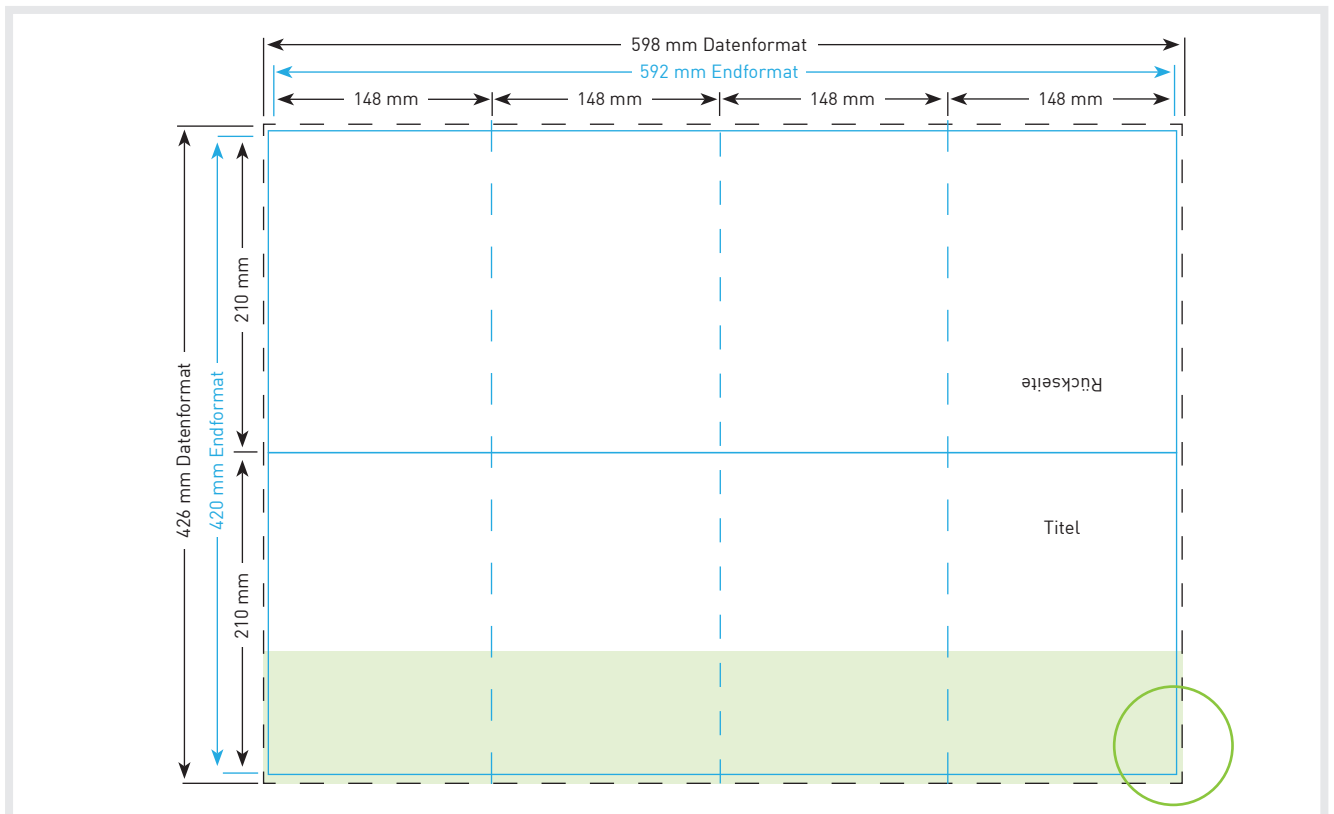 598 mm Datenformat
592 mm Endformat
148 mm
148 mm
148 mm
148 mm
426 mm Datenformat
420 mm Endformat
210 mm
210 mm
Rückseite
Titel